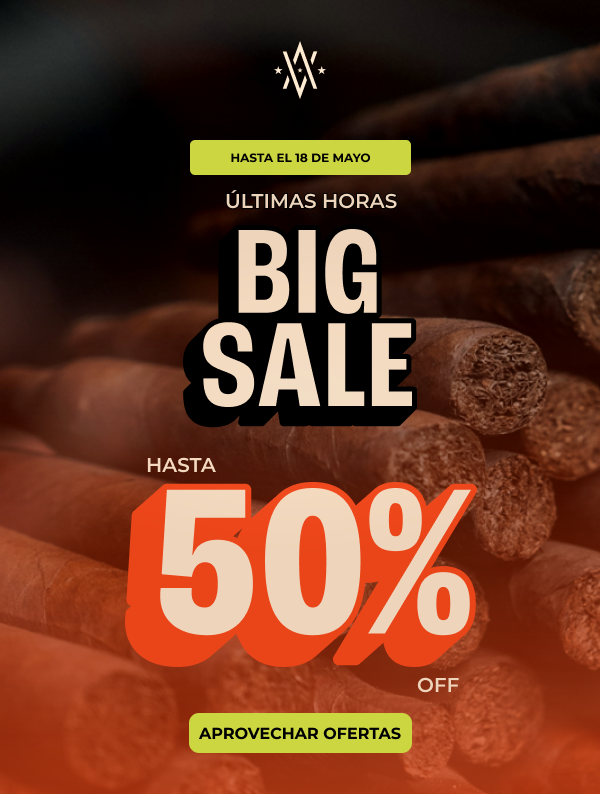 HASTA EL 18 DE MAYO
ÚLTIMAS HORAS
BIG
SALE
HASTA
50%
OFF
APROVECHAR OFERTAS